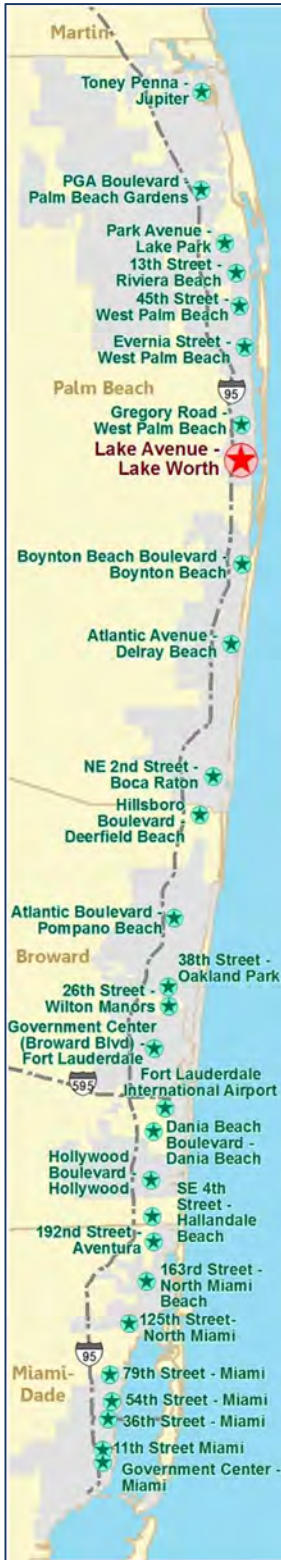 Martin
Toney Penna -
Jupiter
PGA Boulevard -
Palm Beach Gardens
Park Avenue -
Lake Park
13th Street -
Riviera Beach
45th Street -
West Palm Beach
Evernia Street -
West Palm Beach
Palm Beach
95
Gregory Road -
West Palm Beach
Lake Avenue -
Lake Worth
Boynton Beach Boulevard -
Boynton Beach
Atlantic Avenue -
Delray Beach
NE 2nd Street -
Boca Raton
Hillsboro
Boulevard -
Deerfield Beach
Atlantic Boulevard -
Pompano Beach
Broward
38th Street -
Oakland Park
26th Street -
Wilton Manors
Government Center
(Broward Blvd) -
Fort Lauderdale
595
Fort Lauderdale
International Airport
Dania Beach
Boulevard -
Dania Beach
Hollywood
Boulevard -
Hollywood
SE 4th
Street -
Hallandale
Beach
192nd Street -
Aventura
163rd Street -
North Miami
Beach
125th Street-
North Miami
95
Miami-
Dade
79th Street - Miami
54th Street - Miami
36th Street - Miami
11th Street Miami
Government Center -
Miami